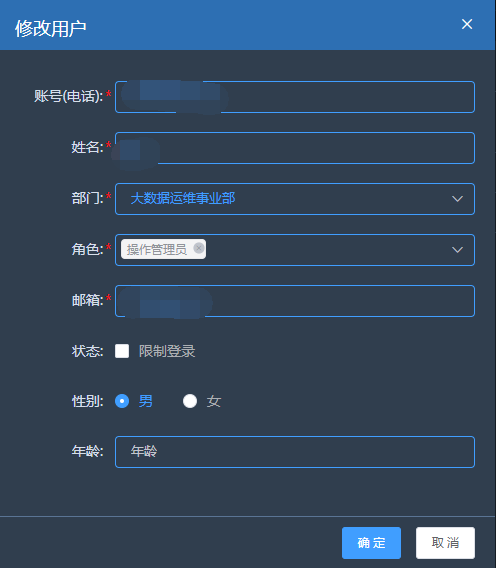 修改用户
账号(电话):*
姓名:*
部门:* 大数据运维事业部
角色:* 操作管理员
邮箱:*
状态: 限制登录
性别: 男 女
年龄: 年龄
确定 取消